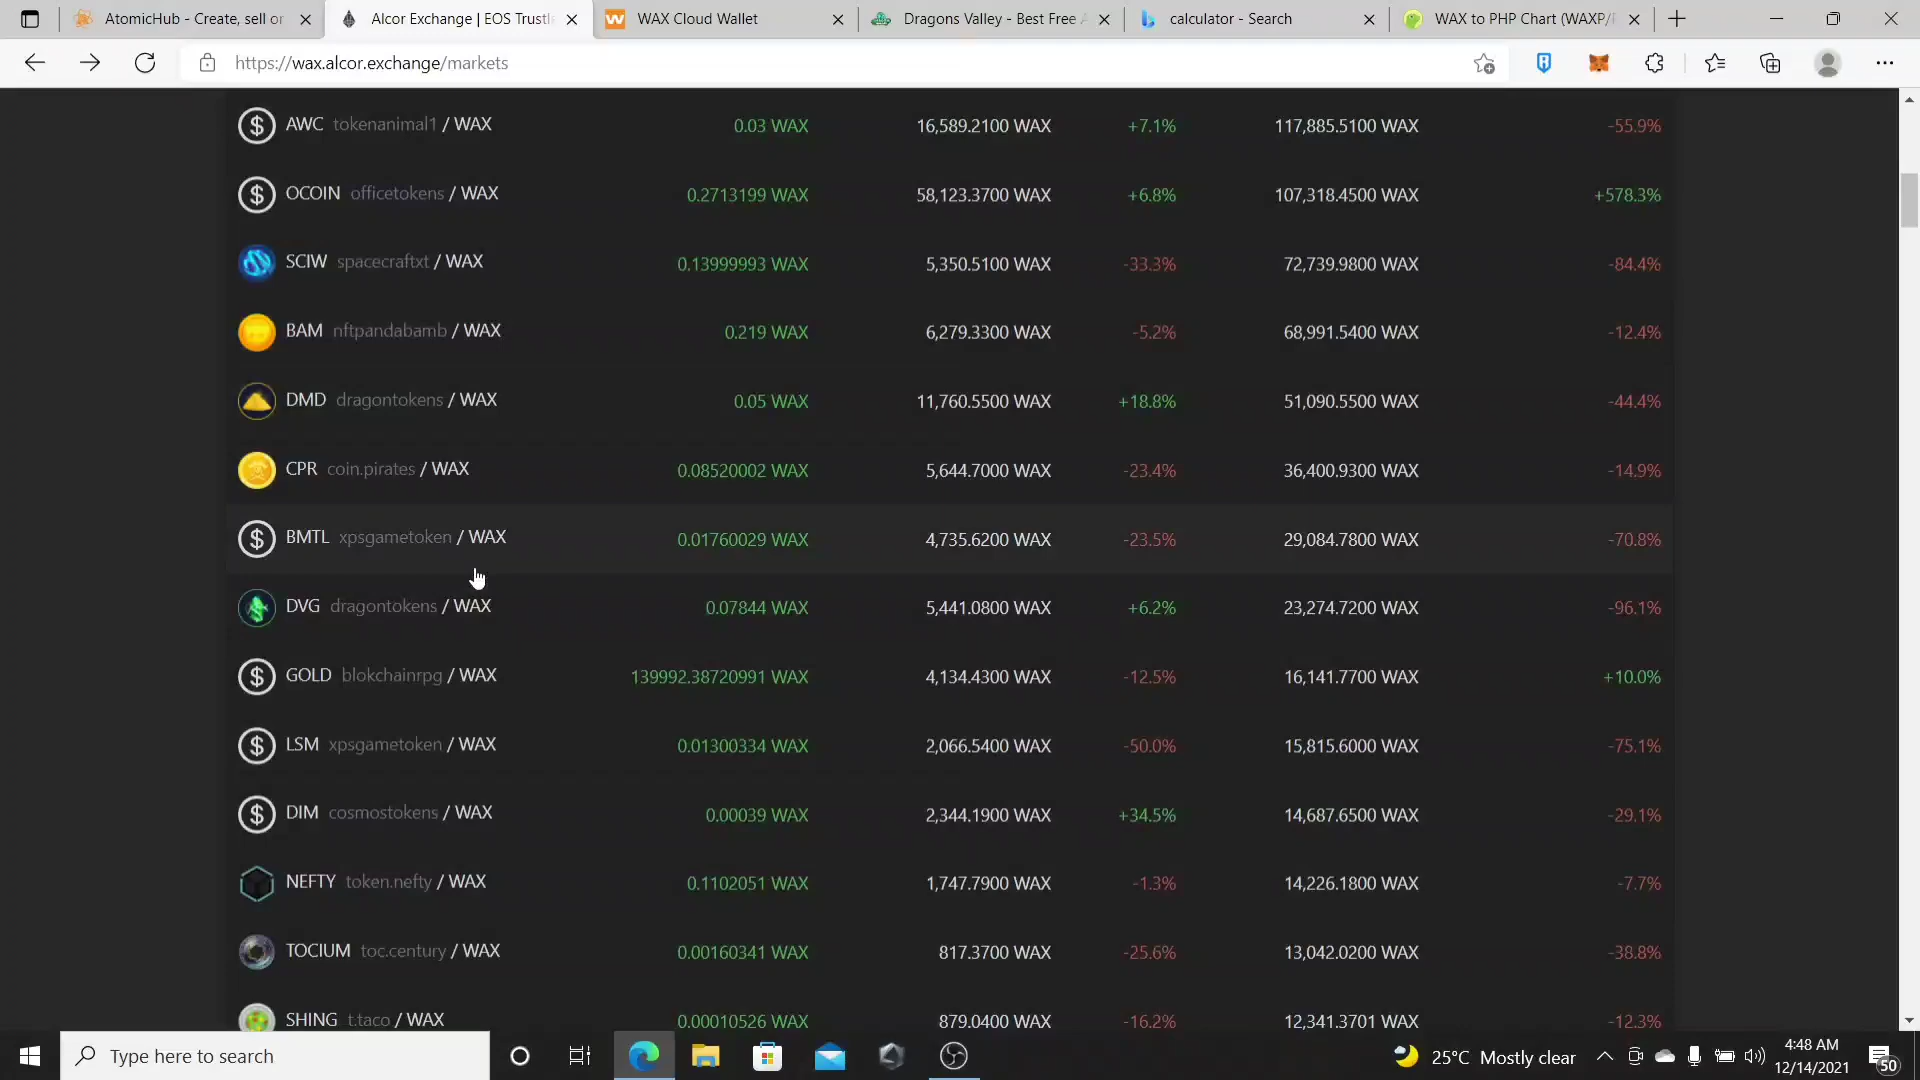 AtomicHub - Create, sell or
Alcor Exchange | EOS Trustle
WAX Cloud Wallet
Dragons Valley - Best Free A
calculator - Search
WAX to PHP Chart (WAXP/P
https://wax.alcor.exchange/markets
AWC tokenanimal1 / WAX 0.03 WAX 16,589.2100 WAX +7.1% 117,885.5100 WAX -55.9%
OCOIN officetokens / WAX 0.2713199 WAX 58,123.3700 WAX +6.8% 107,318.4500 WAX +578.3%
SCIW spacecraftxt / WAX 0.13999993 WAX 5,350.5100 WAX -33.3% 72,739.9800 WAX -84.4%
BAM nftpandabamb / WAX 0.219 WAX 6,279.3300 WAX -5.2% 68,991.5400 WAX -12.4%
DMD dragontokens / WAX 0.05 WAX 11,760.5500 WAX +18.8% 51,090.5500 WAX -44.4%
CPR coin.pirates / WAX 0.08520002 WAX 5,644.7000 WAX -23.4% 36,400.9300 WAX -14.9%
BMTL xpsgametoken / WAX 0.01760029 WAX 4,735.6200 WAX -23.5% 29,084.7800 WAX -70.8%
DVG dragontokens / WAX 0.07844 WAX 5,441.0800 WAX +6.2% 23,274.7200 WAX -96.1%
GOLD blokchainrpg / WAX 139992.38720991 WAX 4,134.4300 WAX -12.5% 16,141.7700 WAX +10.0%
LSM xpsgametoken / WAX 0.01300334 WAX 2,066.5400 WAX -50.0% 15,815.6000 WAX -75.1%
DIM cosmostokens / WAX 0.00039 WAX 2,344.1900 WAX +34.5% 14,687.6500 WAX -29.1%
NEFTY token.nefty / WAX 0.1102051 WAX 1,747.7900 WAX -1.3% 14,226.1800 WAX -7.7%
TOCIUM toc.century / WAX 0.00160341 WAX 817.3700 WAX -25.6% 13,042.0200 WAX -38.8%
SHING t.taco / WAX 0.00010526 WAX 879.0400 WAX -16.2% 12,341.3701 WAX -12.3%
Type here to search
25°C Mostly clear
4:48 AM
12/14/2021
50